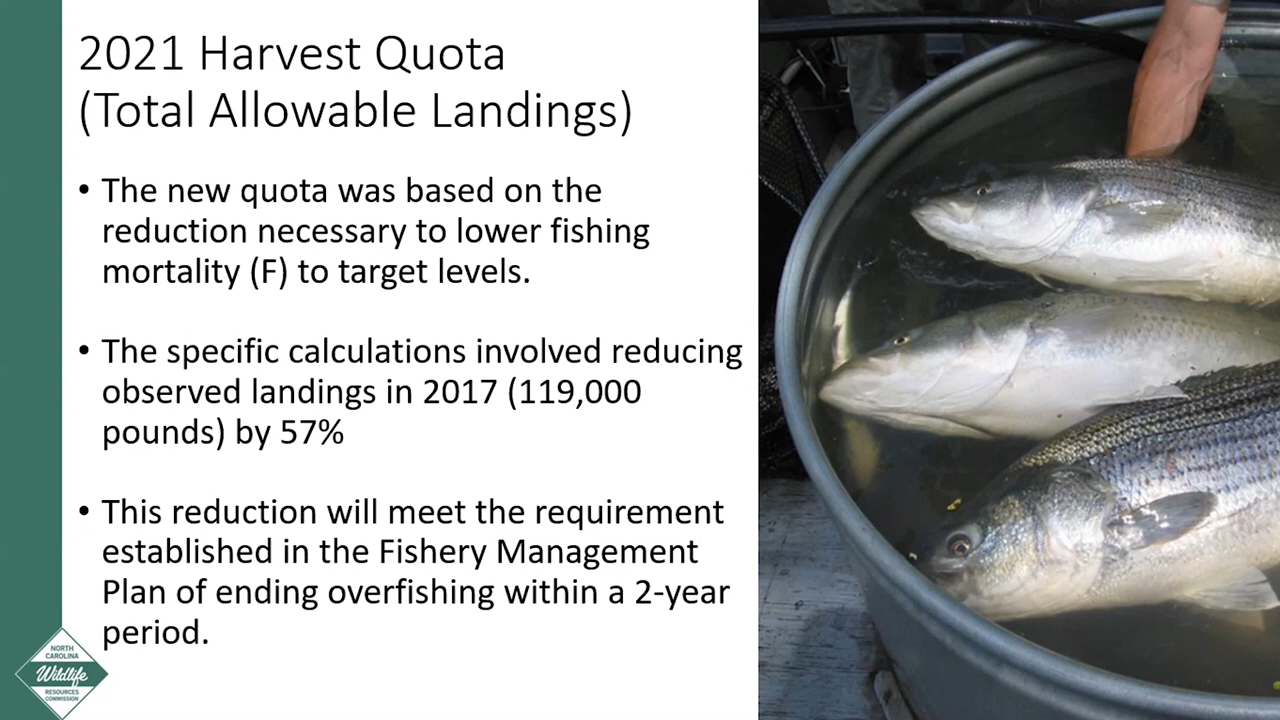 2021 Harvest Quota
(Total Allowable Landings)
• The new quota was based on the
reduction necessary to lower fishing
mortality (F) to target levels.
• The specific calculations involved reducing
observed landings in 2017 (119,000
pounds) by 57%
• This reduction will meet the requirement
established in the Fishery Management
Plan of ending overfishing within a 2-year
period.
NORTH
CAROLINA
Wildlife
RESOURCES
COMMISSION